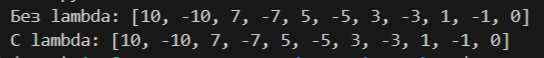 Без lambda: [10, -10, 7, -7, 5, -5, 3, -3, 1, -1, 0]
С lambda: [10, -10, 7, -7, 5, -5, 3, -3, 1, -1, 0]